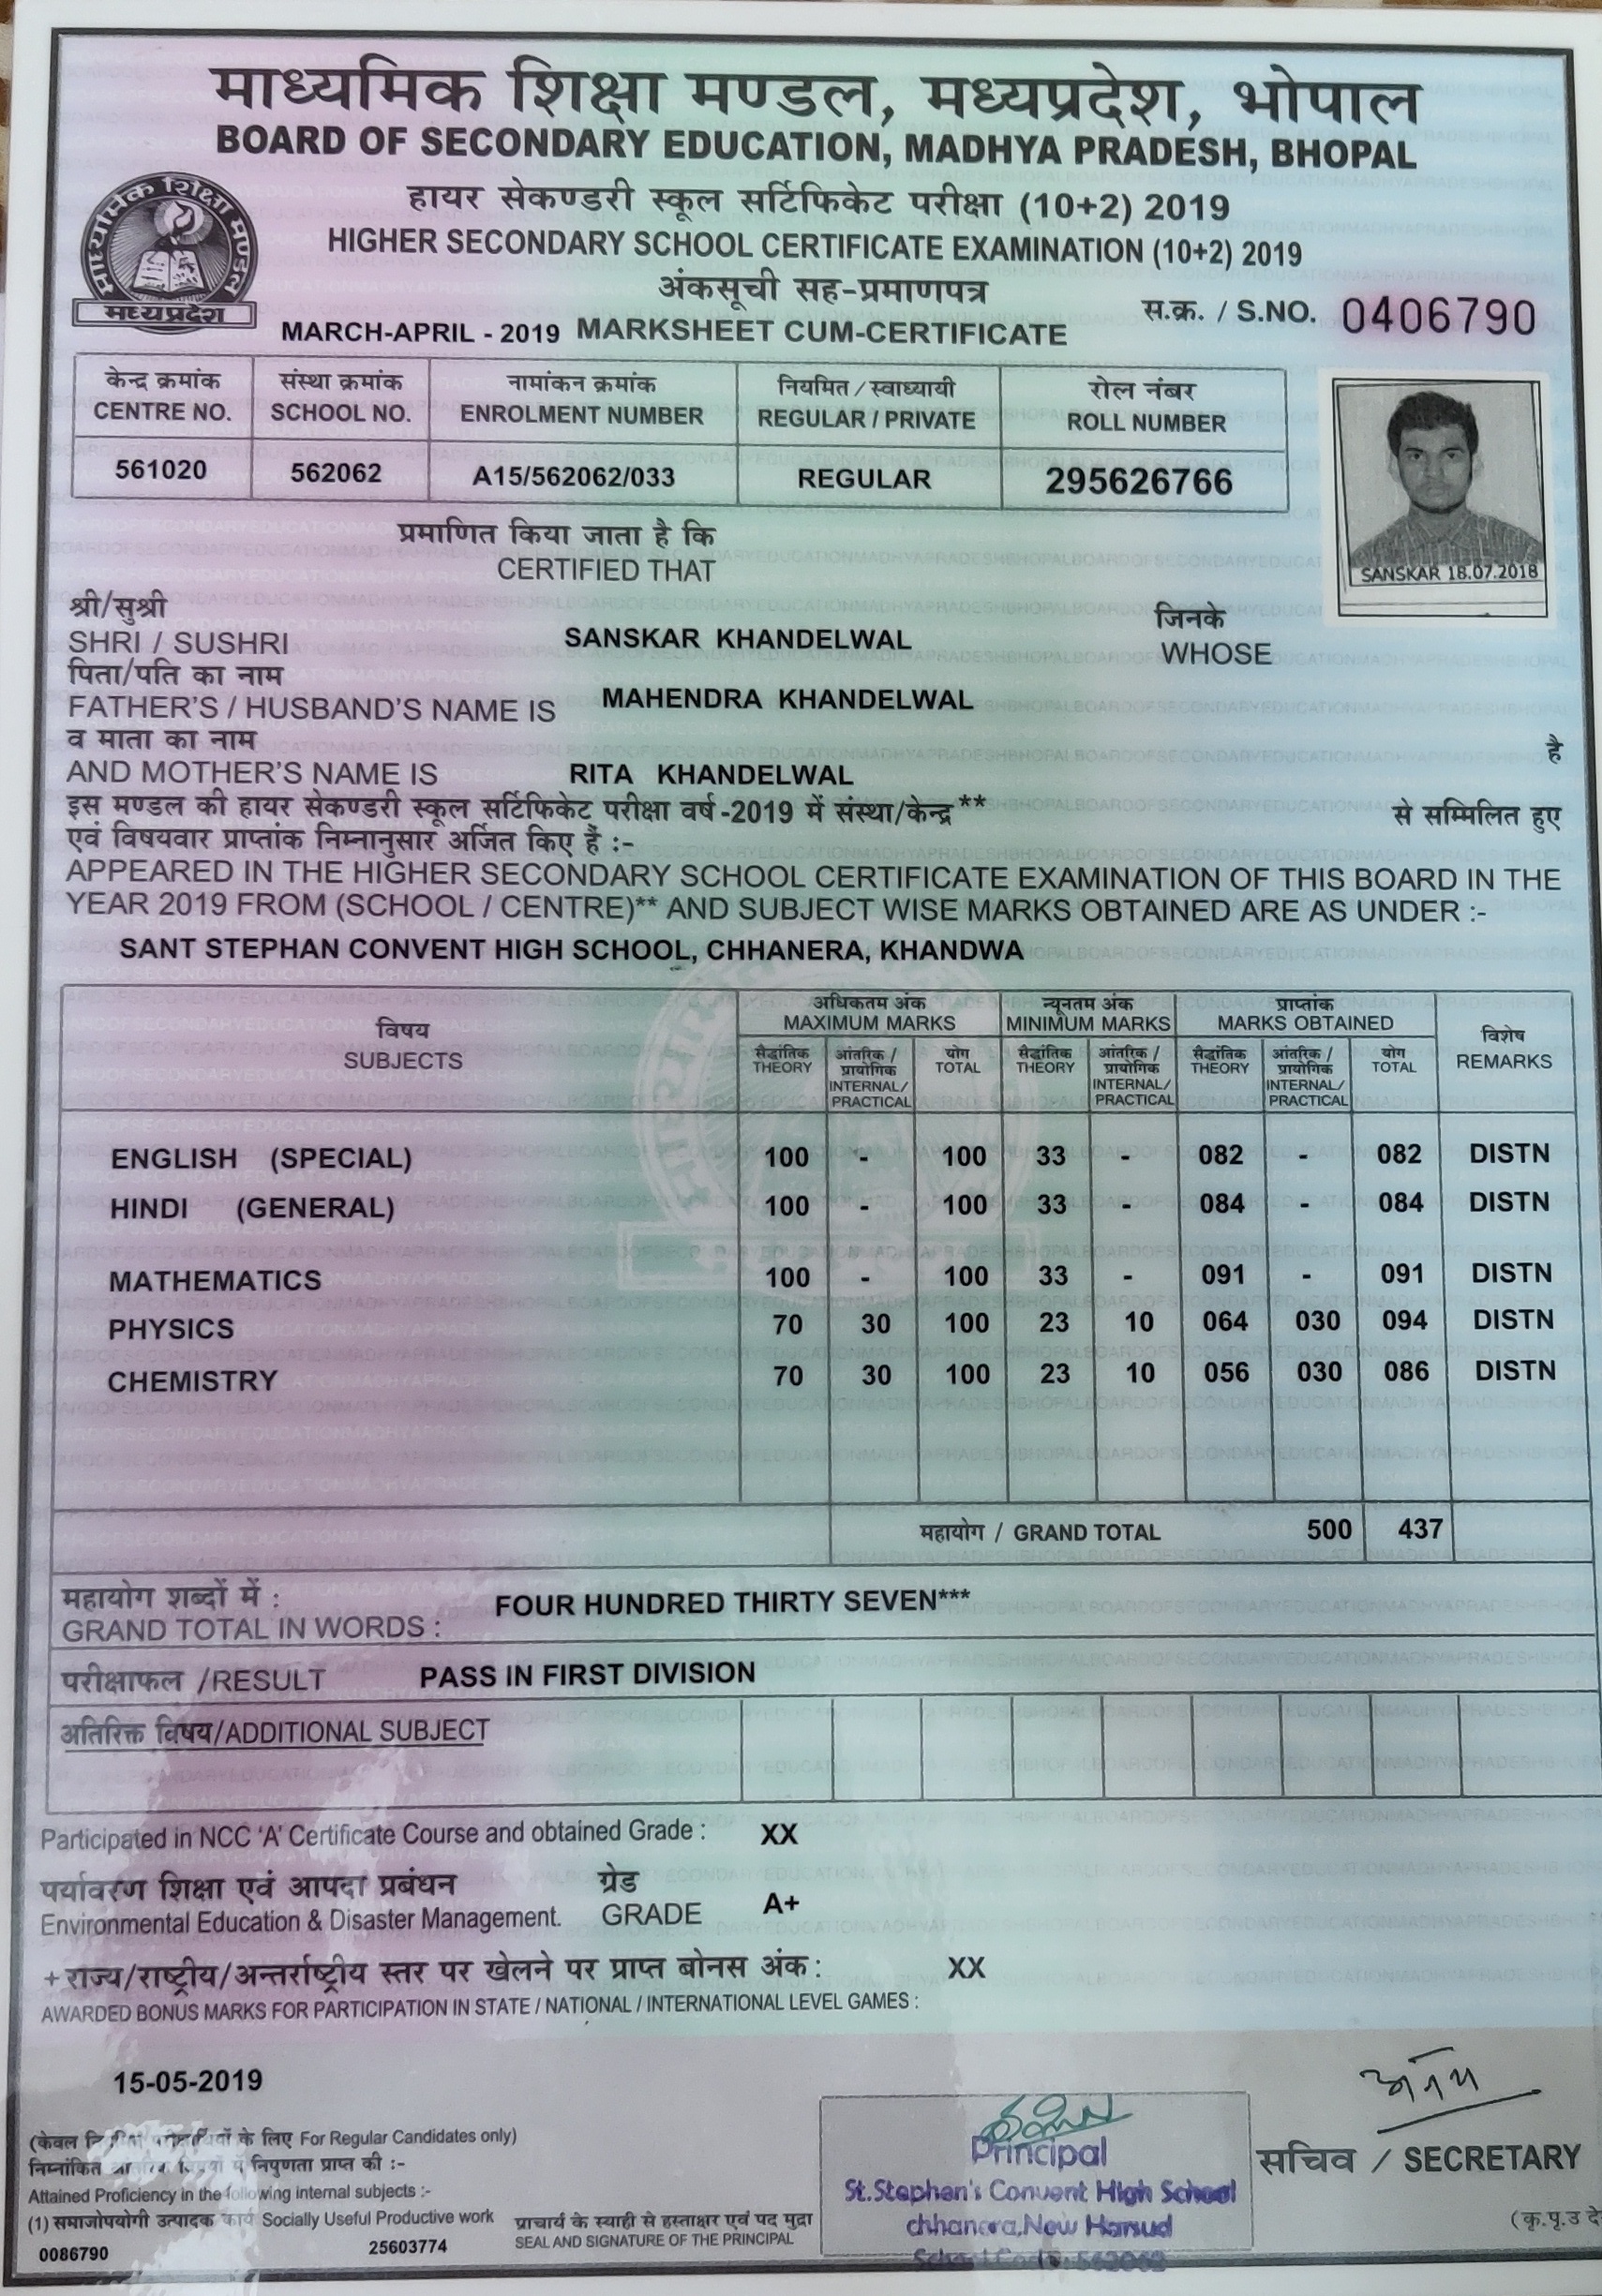 माध्यमिक शिक्षा मण्डल, मध्यप्रदेश, भोपाल
BOARD OF SECONDARY EDUCATION, MADHYA PRADESH, BHOPAL
माध्यमिक शिक्षा मण्डल
मध्यप्रदेश
हायर सेकण्डरी स्कूल सर्टिफिकेट परीक्षा (10+2) 2019
HIGHER SECONDARY SCHOOL CERTIFICATE EXAMINATION (10+2) 2019
अंकसूची सह-प्रमाणपत्र
स.क्र. / S.NO. 0406790
MARCH-APRIL - 2019 MARKSHEET CUM-CERTIFICATE
केन्द्र क्रमांक संस्था क्रमांक नामांकन क्रमांक नियमित / स्वाध्यायी रोल नंबर
CENTRE NO. SCHOOL NO. ENROLMENT NUMBER REGULAR / PRIVATE ROLL NUMBER
561020 562062 A15/562062/033 REGULAR 295626766
SANSKAR 18.07.2018
प्रमाणित किया जाता है कि
CERTIFIED THAT
श्री/सुश्री जिनके
SHRI / SUSHRI SANSKAR KHANDELWAL WHOSE
पिता/पति का नाम
FATHER'S / HUSBAND'S NAME IS MAHENDRA KHANDELWAL
व माता का नाम है
AND MOTHER'S NAME IS RITA KHANDELWAL
इस मण्डल की हायर सेकण्डरी स्कूल सर्टिफिकेट परीक्षा वर्ष-2019 में संस्था/केन्द्र** से सम्मिलित हुए
एवं विषयवार प्राप्तांक निम्नानुसार अर्जित किए हैं :-
APPEARED IN THE HIGHER SECONDARY SCHOOL CERTIFICATE EXAMINATION OF THIS BOARD IN THE
YEAR 2019 FROM (SCHOOL / CENTRE)** AND SUBJECT WISE MARKS OBTAINED ARE AS UNDER :-
SANT STEPHAN CONVENT HIGH SCHOOL, CHHANERA, KHANDWA
विषय अधिकतम अंक न्यूनतम अंक प्राप्तांक विशेष
SUBJECTS MAXIMUM MARKS MINIMUM MARKS MARKS OBTAINED REMARKS
सैद्धांतिक आंतरिक / प्रायोगिक योग सैद्धांतिक आंतरिक / प्रायोगिक सैद्धांतिक आंतरिक / प्रायोगिक योग
THEORY INTERNAL/ PRACTICAL TOTAL THEORY INTERNAL/ PRACTICAL THEORY INTERNAL/ PRACTICAL TOTAL
ENGLISH (SPECIAL) 100 - 100 33 - 082 - 082 DISTN
HINDI (GENERAL) 100 - 100 33 - 084 - 084 DISTN
MATHEMATICS 100 - 100 33 - 091 - 091 DISTN
PHYSICS 70 30 100 23 10 064 030 094 DISTN
CHEMISTRY 70 30 100 23 10 056 030 086 DISTN
महायोग / GRAND TOTAL 500 437
महायोग शब्दों में :
GRAND TOTAL IN WORDS : FOUR HUNDRED THIRTY SEVEN***
परीक्षाफल /RESULT PASS IN FIRST DIVISION
अतिरिक्त विषय/ADDITIONAL SUBJECT
Participated in NCC 'A' Certificate Course and obtained Grade : XX
पर्यावरण शिक्षा एवं आपदा प्रबंधन ग्रेड
Environmental Education & Disaster Management. GRADE A+
+राज्य/राष्ट्रीय/अन्तर्राष्ट्रीय स्तर पर खेलने पर प्राप्त बोनस अंक : XX
AWARDED BONUS MARKS FOR PARTICIPATION IN STATE / NATIONAL / INTERNATIONAL LEVEL GAMES :
15-05-2019
(केवल के लिए For Regular Candidates only)
निम्नांकित में निपुणता प्राप्त की :-
Attained Proficiency in the following internal subjects :-
(1) समाजोपयोगी उत्पादक कार्य Socially Useful Productive work
0086790 25603774
प्राचार्य के स्याही से हस्ताक्षर एवं पद मुद्रा
SEAL AND SIGNATURE OF THE PRINCIPAL
Principal
St.Stephen's Convent High School
chhanera,New Harsud
School Code 562062
सचिव / SECRETARY
(कृ.पृ.उ दे